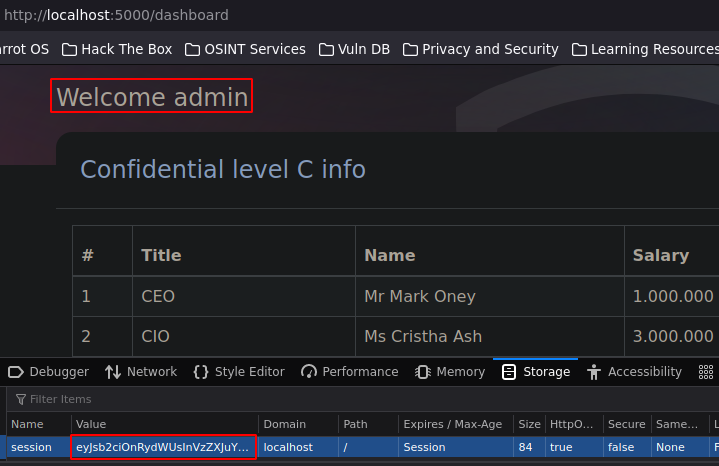 http://localhost:5000/dashboard
arrot OS Hack The Box OSINT Services Vuln DB Privacy and Security Learning Resources
Welcome admin
Confidential level C info
# Title Name Salary
1 CEO Mr Mark Oney 1.000.000
2 CIO Ms Cristha Ash 3.000.000
Debugger Network Style Editor Performance Memory Storage Accessibility
Filter Items
Name Value Domain Path Expires / Max-Age Size HttpO... Secure Same... L
session eyJsb2ciOnRydWUsInVzZXJuY... localhost / Session 84 true false None F